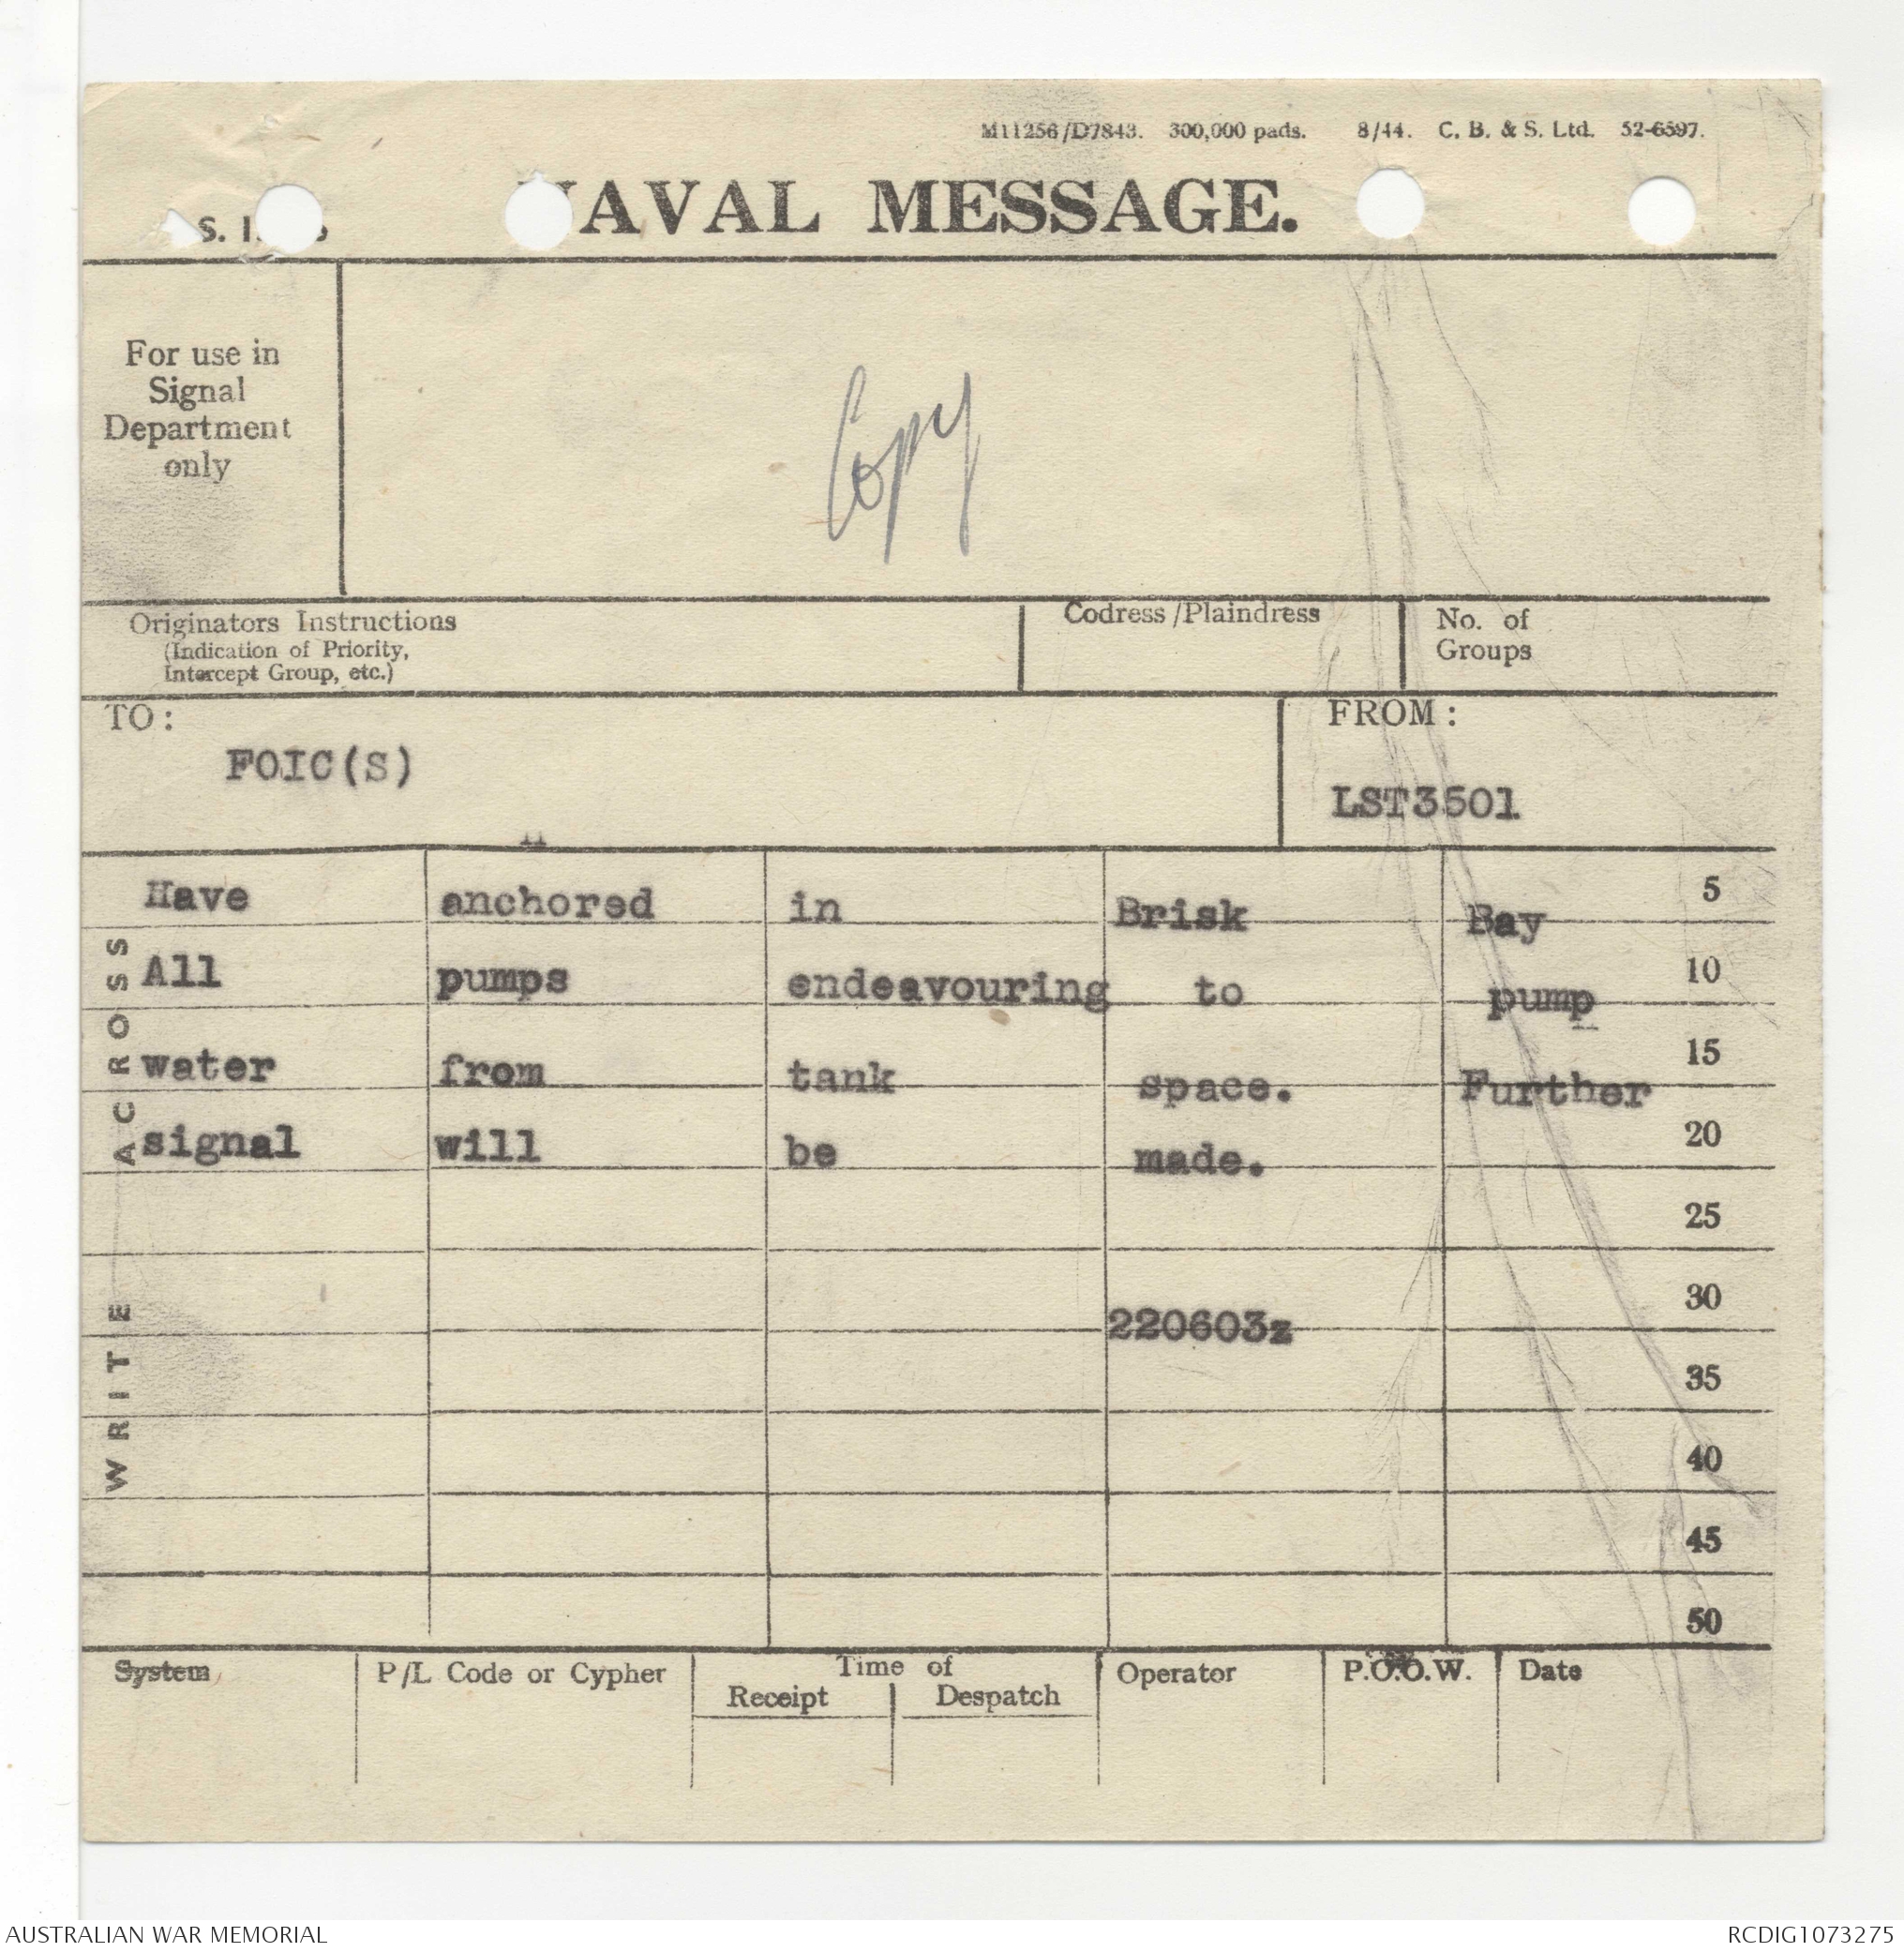 M11256/D7843. 300,000 pads. 8/44. C. B. & S. Ltd. 52-6597.
NAVAL MESSAGE.
For use in
Signal
Department
only
Copy
Originators Instructions
(Indication of Priority,
Intercept Group, etc.)
Codress/Plaindress
No. of
Groups
TO:
FOIC(S)
FROM:
LST3501
WRITE ACROSS
Have anchored in Brisk Bay 5
All pumps endeavouring to pump 10
water from tank space. Further 15
signal will be made. 20
25
220603z 30
35
40
45
50
System
P/L Code or Cypher
Time of
Receipt
Despatch
Operator
P.O.O.W.
Date
AUSTRALIAN WAR MEMORIAL
RCDIG1073275